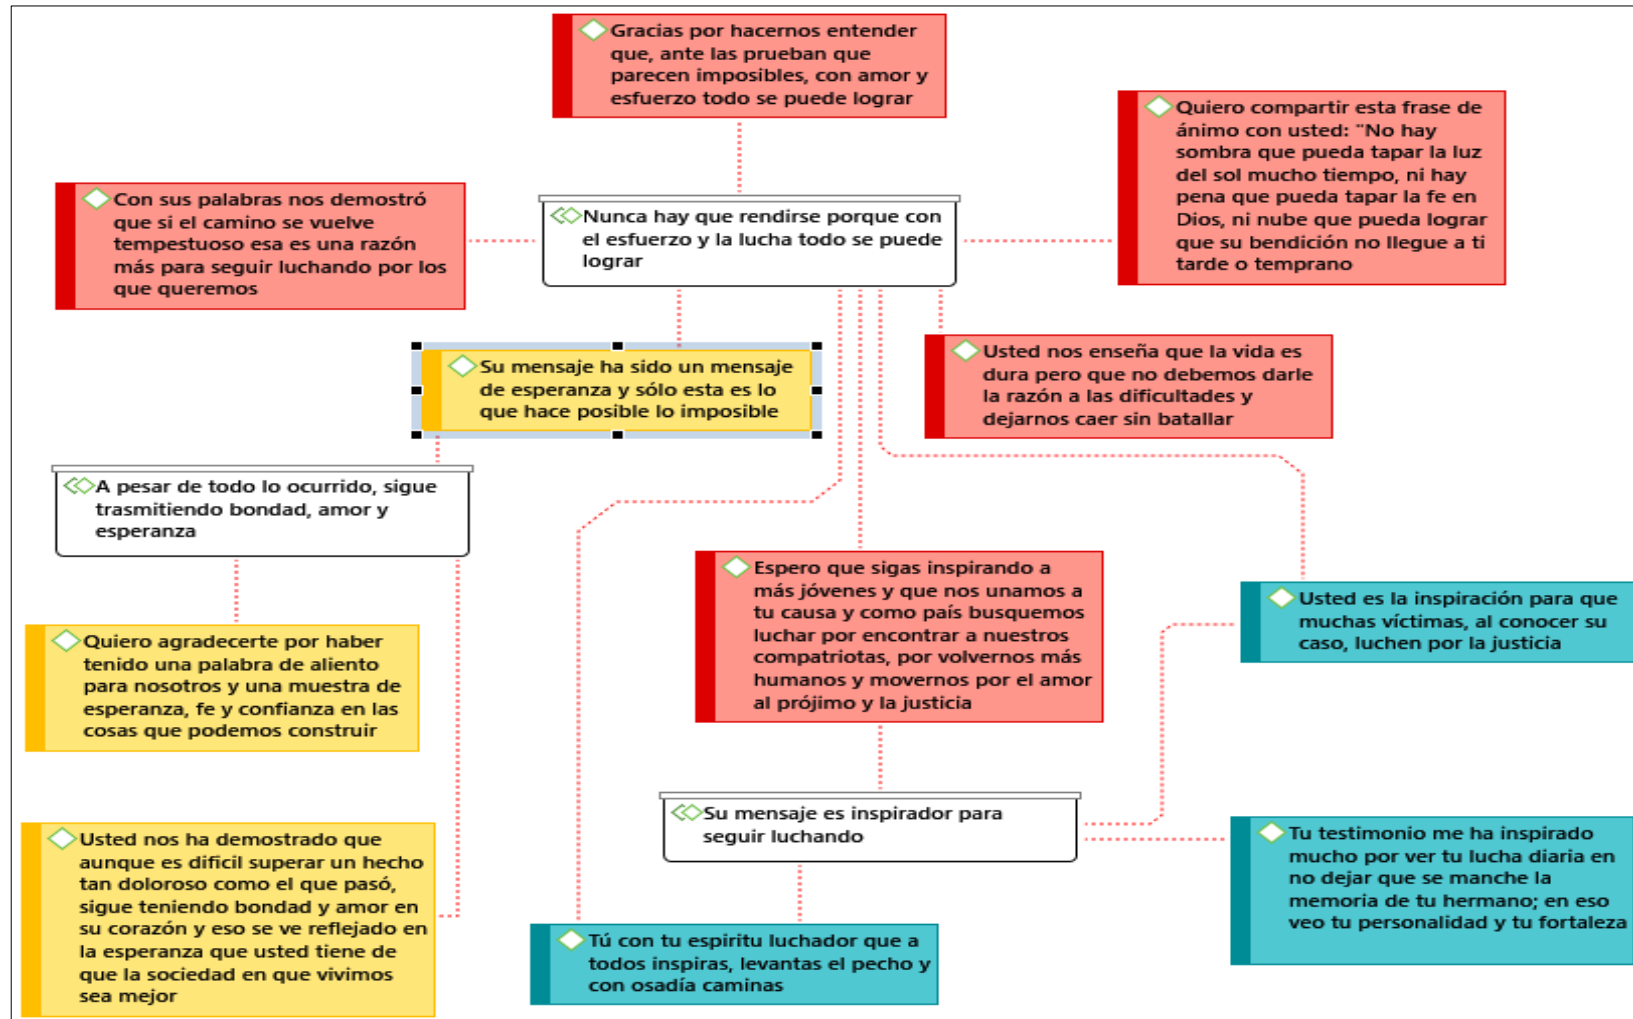 Gracias por hacernos entender
que, ante las prueban que
parecen imposibles, con amor y
esfuerzo todo se puede lograr
Quiero compartir esta frase de
ánimo con usted: ¨No hay
sombra que pueda tapar la luz
del sol mucho tiempo, ni hay
pena que pueda tapar la fe en
Dios, ni nube que pueda lograr
que su bendición no llegue a ti
tarde o temprano
Con sus palabras nos demostró
que si el camino se vuelve
tempestuoso esa es una razón
más para seguir luchando por los
que queremos
Nunca hay que rendirse porque con
el esfuerzo y la lucha todo se puede
lograr
Su mensaje ha sido un mensaje
de esperanza y sólo esta es lo
que hace posible lo imposible
Usted nos enseña que la vida es
dura pero que no debemos darle
la razón a las dificultades y
dejarnos caer sin batallar
A pesar de todo lo ocurrido, sigue
trasmitiendo bondad, amor y
esperanza
Espero que sigas inspirando a
más jóvenes y que nos unamos a
tu causa y como país busquemos
luchar por encontrar a nuestros
compatriotas, por volvernos más
humanos y movernos por el amor
al prójimo y la justicia
Usted es la inspiración para que
muchas víctimas, al conocer su
caso, luchen por la justicia
Quiero agradecerte por haber
tenido una palabra de aliento
para nosotros y una muestra de
esperanza, fe y confianza en las
cosas que podemos construir
Su mensaje es inspirador para
seguir luchando
Usted nos ha demostrado que
aunque es dificil superar un hecho
tan doloroso como el que pasó,
sigue teniendo bondad y amor en
su corazón y eso se ve reflejado en
la esperanza que usted tiene de
que la sociedad en que vivimos
sea mejor
Tu testimonio me ha inspirado
mucho por ver tu lucha diaria en
no dejar que se manche la
memoria de tu hermano; en eso
veo tu personalidad y tu fortaleza
Tú con tu espiritu luchador que a
todos inspiras, levantas el pecho y
con osadía caminas